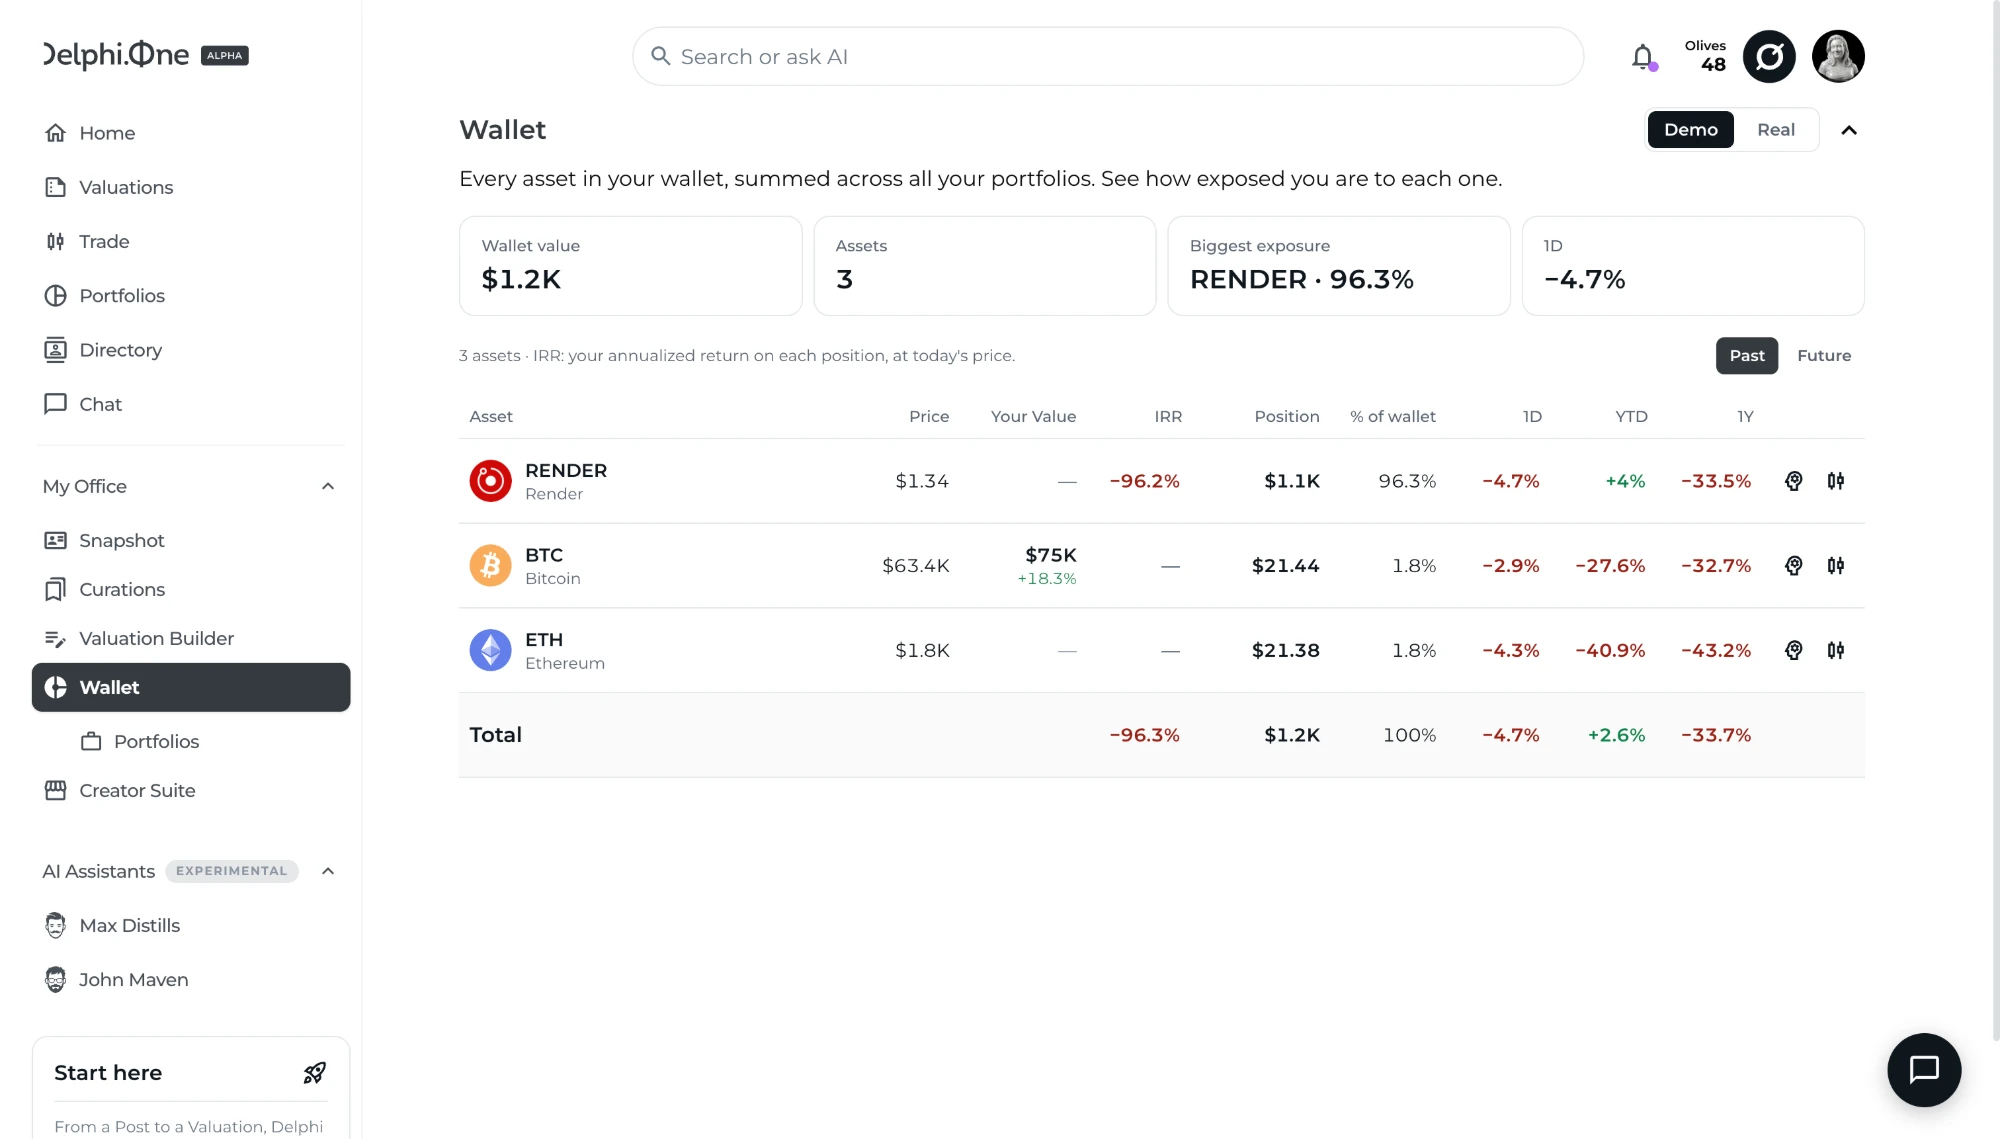 Delphi.One ALPHA
Search or ask AI
Olives
48
Home
Valuations
Trade
Portfolios
Directory
Chat
My Office
Snapshot
Curations
Valuation Builder
Wallet
Portfolios
Creator Suite
AI Assistants EXPERIMENTAL
Max Distills
John Maven
Start here
From a Post to a Valuation, Delphi
Wallet
Demo Real
Every asset in your wallet, summed across all your portfolios. See how exposed you are to each one.
Wallet value
$1.2K
Assets
3
Biggest exposure
RENDER · 96.3%
1D
−4.7%
3 assets · IRR: your annualized return on each position, at today's price.
Past Future
Asset Price Your Value IRR Position % of wallet 1D YTD 1Y
RENDER
Render
$1.34 — −96.2% $1.1K 96.3% −4.7% +4% −33.5%
BTC
Bitcoin
$63.4K $75K — $21.44 1.8% −2.9% −27.6% −32.7%
+18.3%
ETH
Ethereum
$1.8K — — $21.38 1.8% −4.3% −40.9% −43.2%
Total −96.3% $1.2K 100% −4.7% +2.6% −33.7%